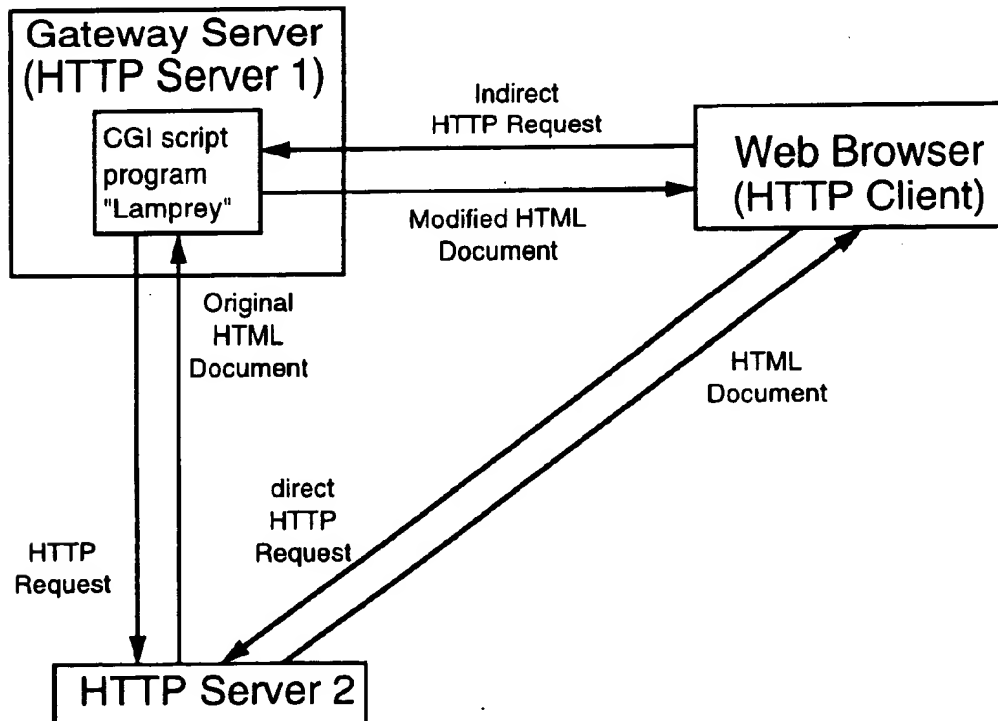 Gateway Server
(HTTP Server 1)
CGI script
program
"Lamprey"
Indirect
HTTP Request
Modified HTML
Document
Web Browser
(HTTP Client)
Original
HTML
Document
HTML
Document
direct
HTTP
Request
HTTP
Request
HTTP Server 2